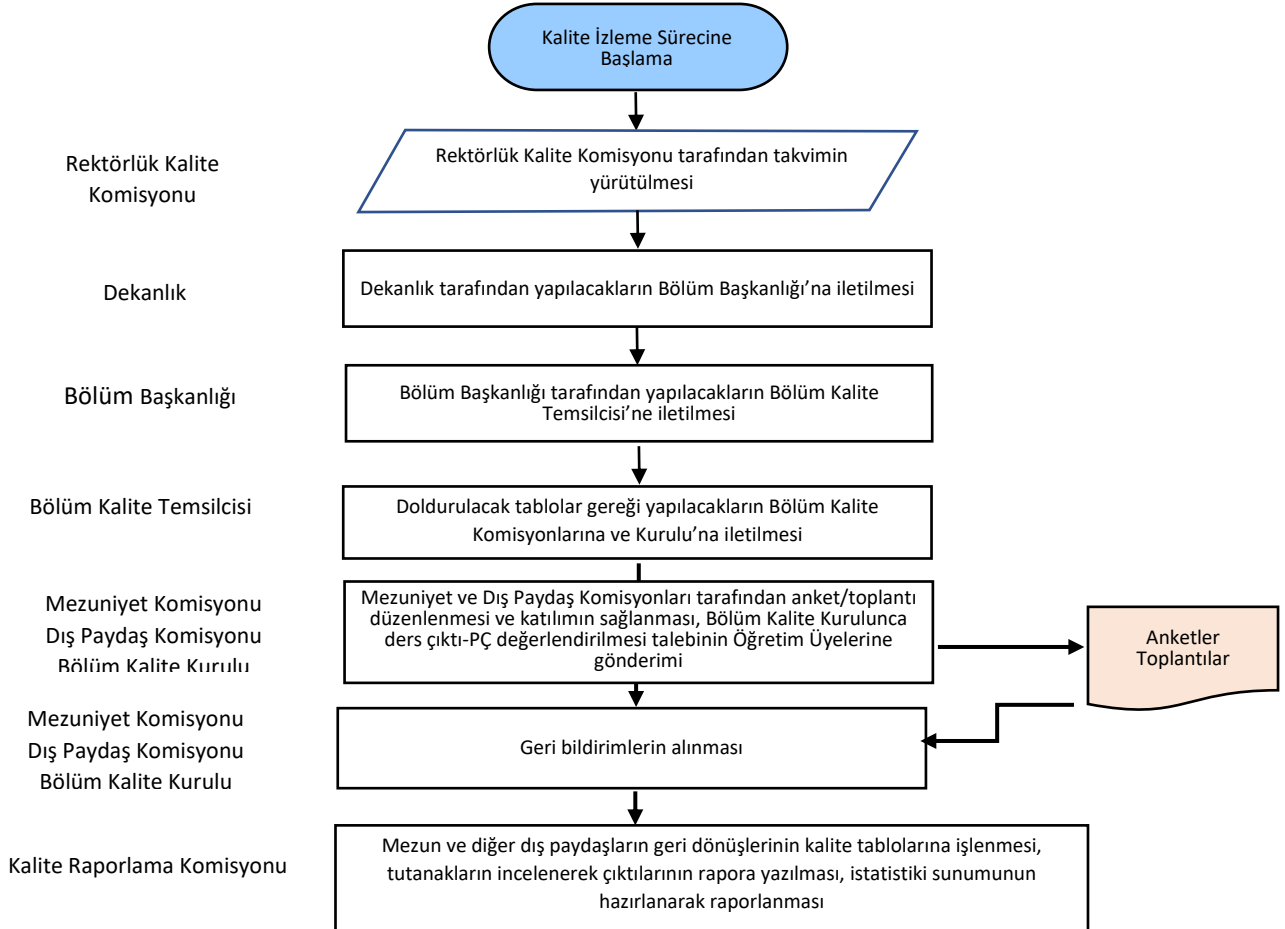 Kalite İzleme Sürecine
Başlama
Rektörlük Kalite
Komisyonu
Rektörlük Kalite Komisyonu tarafından takvimin
yürütülmesi
Dekanlık
Dekanlık tarafından yapılacakların Bölüm Başkanlığı’na iletilmesi
Bölüm Başkanlığı
Bölüm Başkanlığı tarafından yapılacakların Bölüm Kalite
Temsilcisi’ne iletilmesi
Bölüm Kalite Temsilcisi
Doldurulacak tablolar gereği yapılacakların Bölüm Kalite
Komisyonlarına ve Kurulu’na iletilmesi
Mezuniyet Komisyonu
Dış Paydaş Komisyonu
Bölüm Kalite Kurulu
Mezuniyet ve Dış Paydaş Komisyonları tarafından anket/toplantı
düzenlenmesi ve katılımın sağlanması, Bölüm Kalite Kurulunca
ders çıktı-PÇ değerlendirilmesi talebinin Öğretim Üyelerine
gönderimi
Anketler
Toplantılar
Mezuniyet Komisyonu
Dış Paydaş Komisyonu
Bölüm Kalite Kurulu
Geri bildirimlerin alınması
Kalite Raporlama Komisyonu
Mezun ve diğer dış paydaşların geri dönüşlerinin kalite tablolarına işlenmesi,
tutanakların incelenerek çıktılarının rapora yazılması, istatistiki sunumunun
hazırlanarak raporlanması